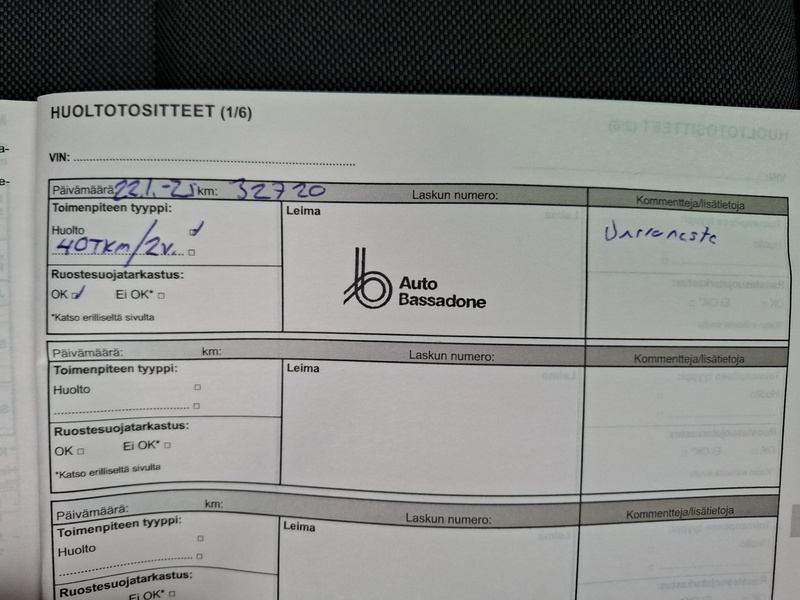 HUOLTOTOSITTEET (1/6)
VIN:
Päivämäärä: 22.1.-25 km: 32720 Laskun numero: Kommentteja/lisätietoja
Toimenpiteen tyyppi: Leima
Huolto
40Tkm/2v.
Ruostesuojatarkastus:
OK Ei OK*
*Katso erilliseltä sivulta
Auto
Bassadone
Päivämäärä: km: Laskun numero: Kommentteja/lisätietoja
Toimenpiteen tyyppi: Leima
Huolto
Ruostesuojatarkastus:
OK Ei OK*
*Katso erilliseltä sivulta
Päivämäärä: km: Laskun numero: Kommentteja/lisätietoja
Toimenpiteen tyyppi: Leima
Huolto
Ruostesuojatarkastus:
Ei OK*